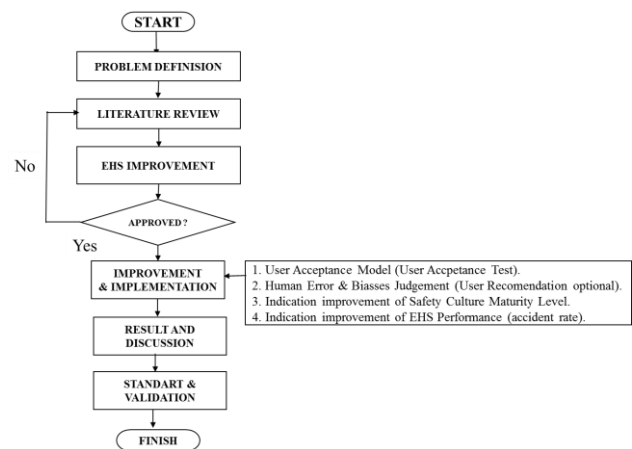 START
PROBLEM DEFINISION
LITERATURE REVIEW
No
EHS IMPROVEMENT
APPROVED ?
Yes
IMPROVEMENT
& IMPLEMENTATION
1. User Acceptance Model (User Accpetance Test).
2. Human Error & Biasses Judgement (User Recomendation optional).
3. Indication improvement of Safety Culture Maturity Level.
4. Indication improvement of EHS Performance (accident rate).
RESULT AND
DISCUSSION
STANDART &
VALIDATION
FINISH